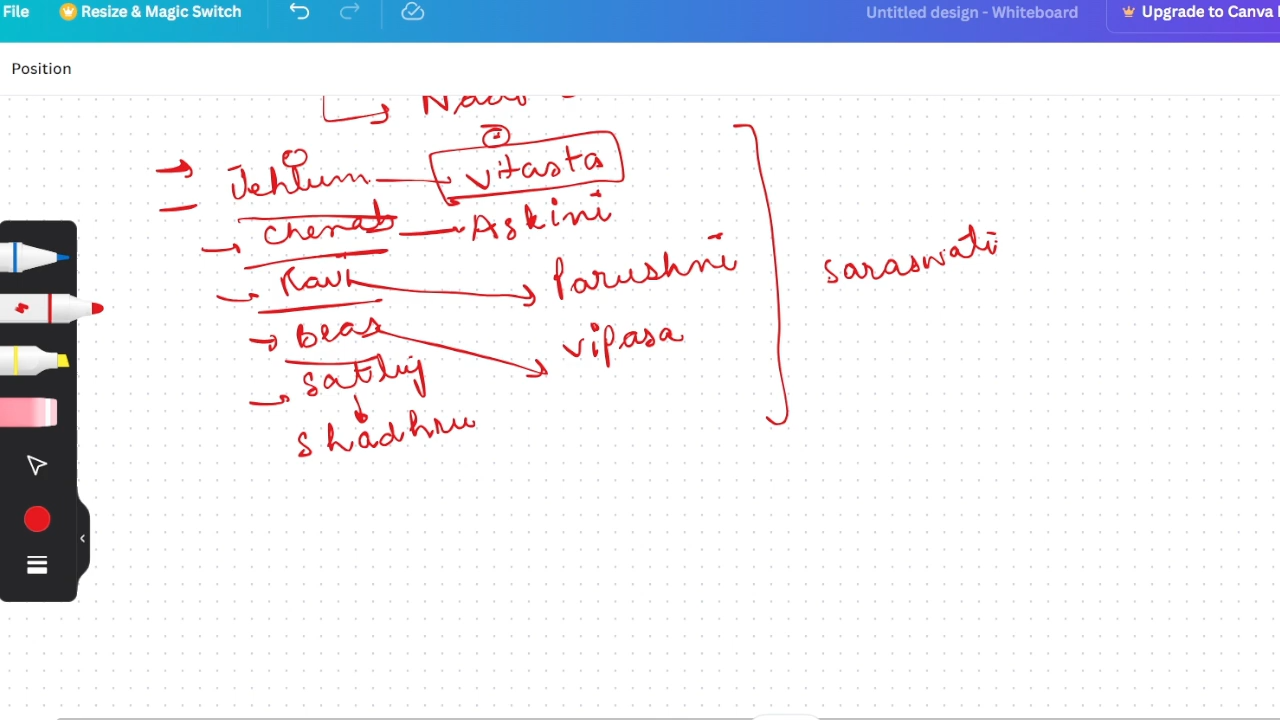 File Resize & Magic Switch Untitled design - Whiteboard Upgrade to Canva
Position
Jehlum Vitasta
Chenab Askini
Ravi Parushni
Saraswati
beas vipasa
Satluj
Shadhru